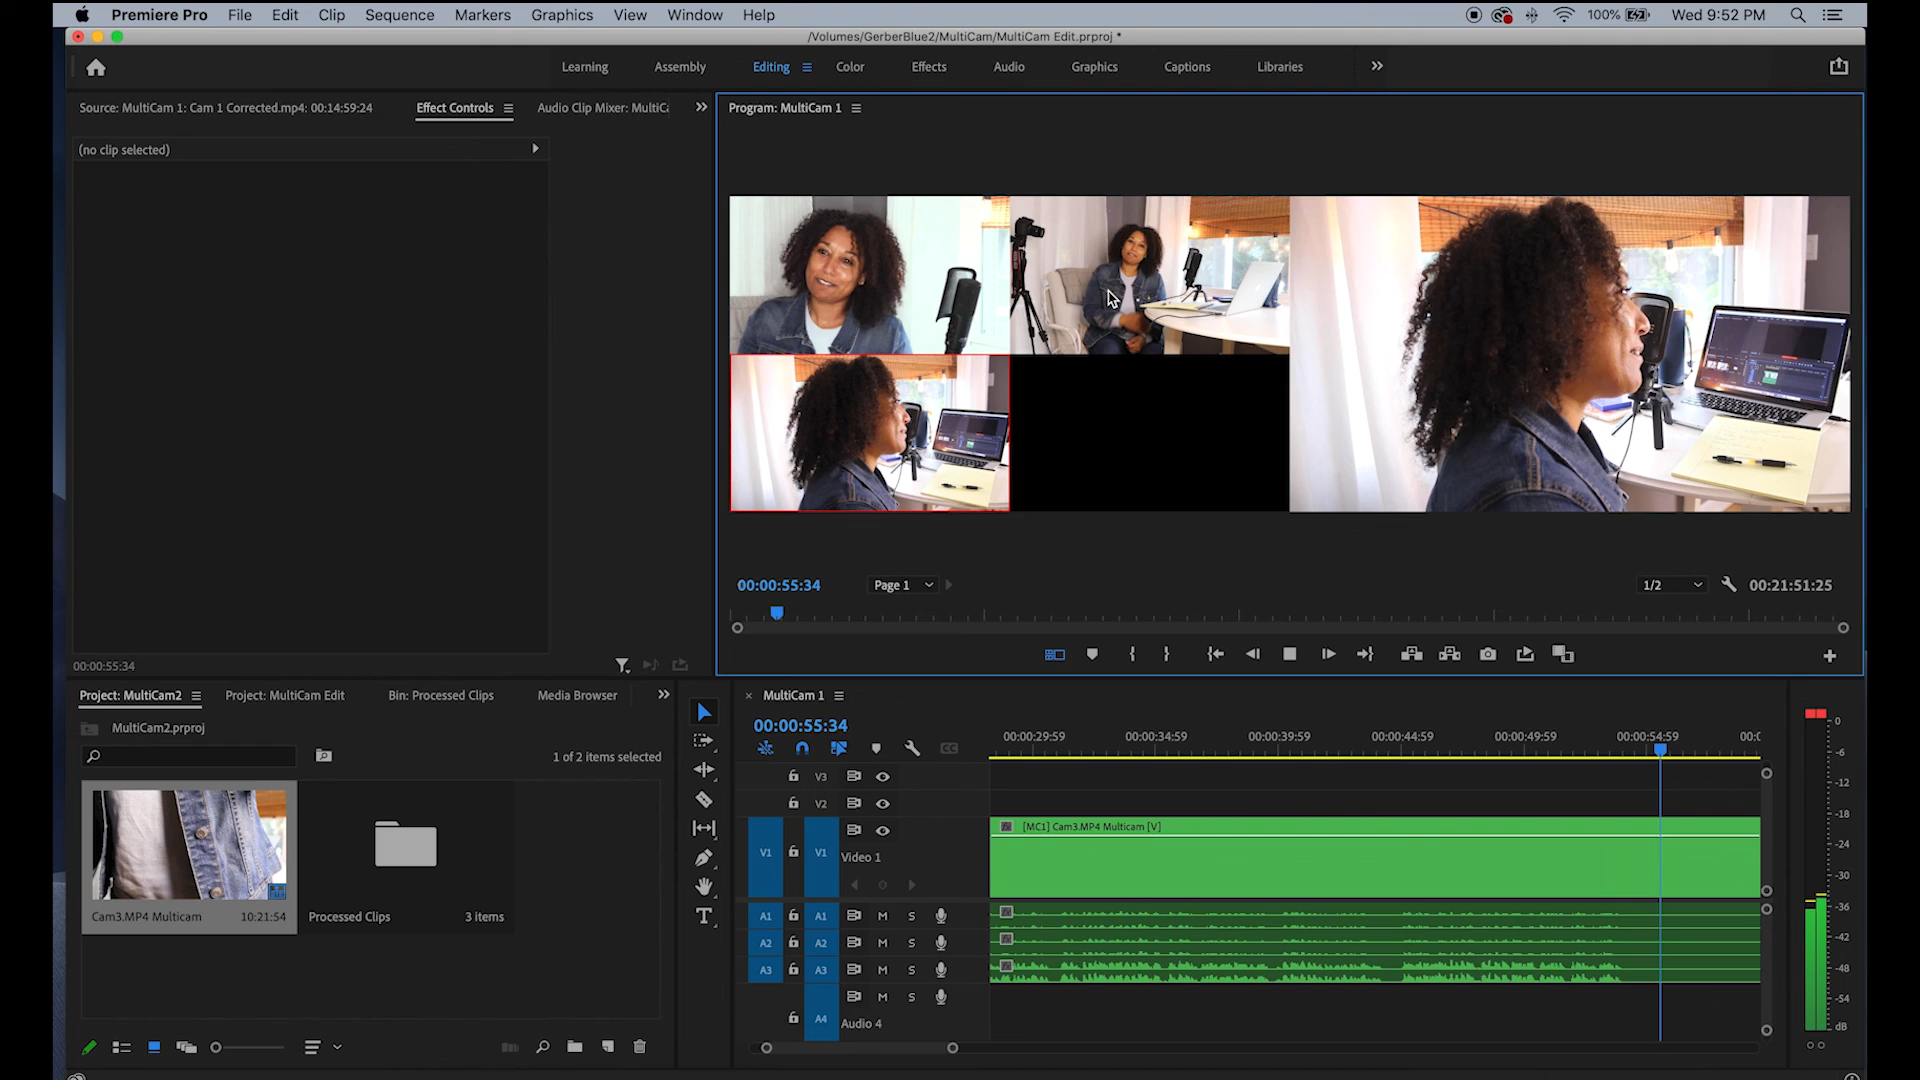 Premiere Pro File Edit Clip Sequence Markers Graphics View Window Help 100% Wed 9:52 PM
/Volumes/GerberBlue2/MultiCam/MultiCam Edit.prproj *
Learning Assembly Editing Color Effects Audio Graphics Captions Libraries
Source: MultiCam 1: Cam 1 Corrected.mp4: 00:14:59:24 Effect Controls Audio Clip Mixer: MultiCa
Program: MultiCam 1
(no clip selected)
00:00:55:34 Page 1 1/2 00:21:51:25
00:00:55:34
Project: MultiCam2 Project: MultiCam Edit Bin: Processed Clips Media Browser
MultiCam2.prproj
1 of 2 items selected
Cam3.MP4 Multicam 10:21:54
Processed Clips 3 items
× MultiCam 1
00:00:55:34
00:00:29:59 00:00:34:59 00:00:39:59 00:00:44:59 00:00:49:59 00:00:54:59 00:0
V3
V2
V1 V1 Video 1
[MC1] Cam3.MP4 Multicam [V]
A1 A1 M S
A2 A2 M S
A3 A3 M S
M S
A4 Audio 4
0
-6
-12
-18
-24
-30
-36
-42
-48
-54
dB